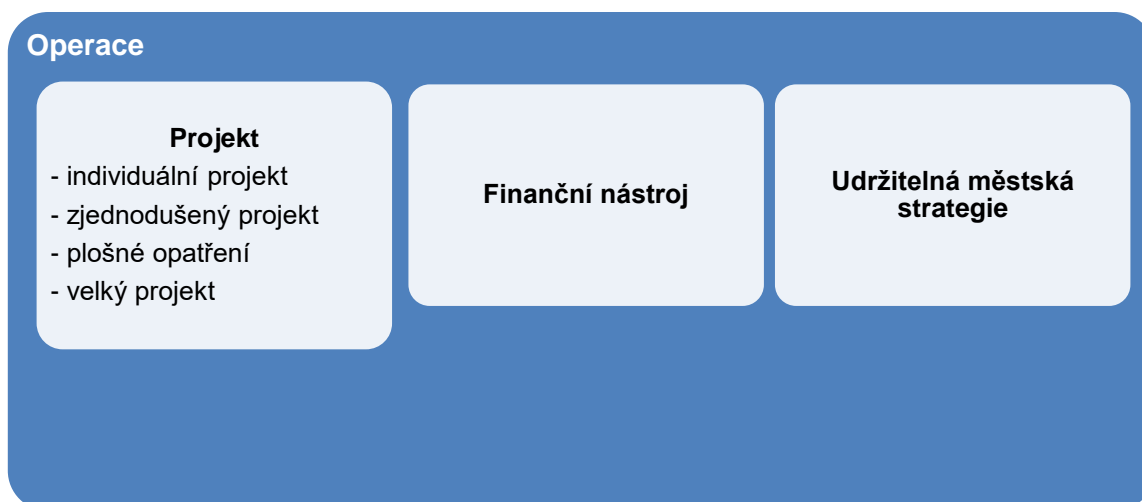 Operace
Projekt
- individuální projekt
- zjednodušený projekt
- plošné opatření
- velký projekt
Finanční nástroj
Udržitelná městská
strategie